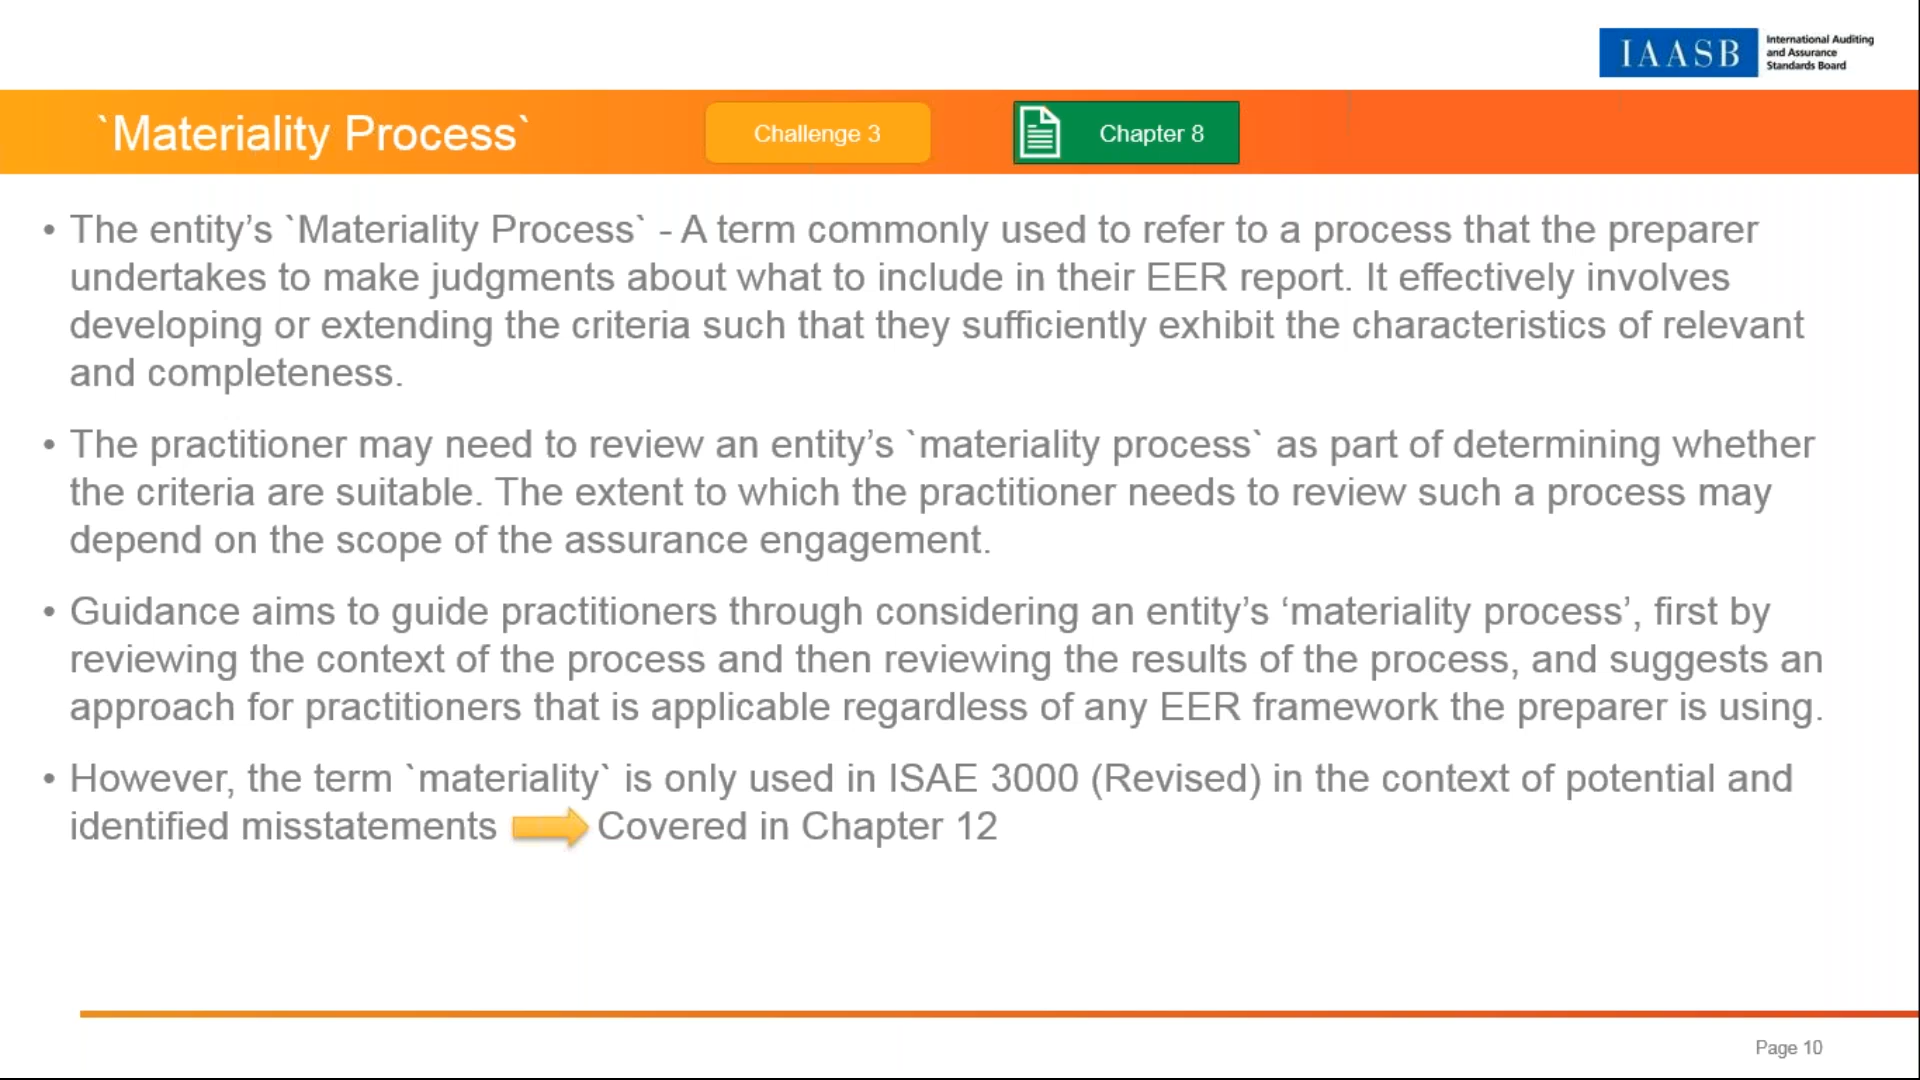 IAASB
International Auditing
and Assurance
Standards Board
`Materiality Process`
Challenge 3
Chapter 8
• The entity’s `Materiality Process` - A term commonly used to refer to a process that the preparer
undertakes to make judgments about what to include in their EER report. It effectively involves
developing or extending the criteria such that they sufficiently exhibit the characteristics of relevant
and completeness.
• The practitioner may need to review an entity’s `materiality process` as part of determining whether
the criteria are suitable. The extent to which the practitioner needs to review such a process may
depend on the scope of the assurance engagement.
• Guidance aims to guide practitioners through considering an entity’s ‘materiality process’, first by
reviewing the context of the process and then reviewing the results of the process, and suggests an
approach for practitioners that is applicable regardless of any EER framework the preparer is using.
• However, the term `materiality` is only used in ISAE 3000 (Revised) in the context of potential and
identified misstatements Covered in Chapter 12
Page 10